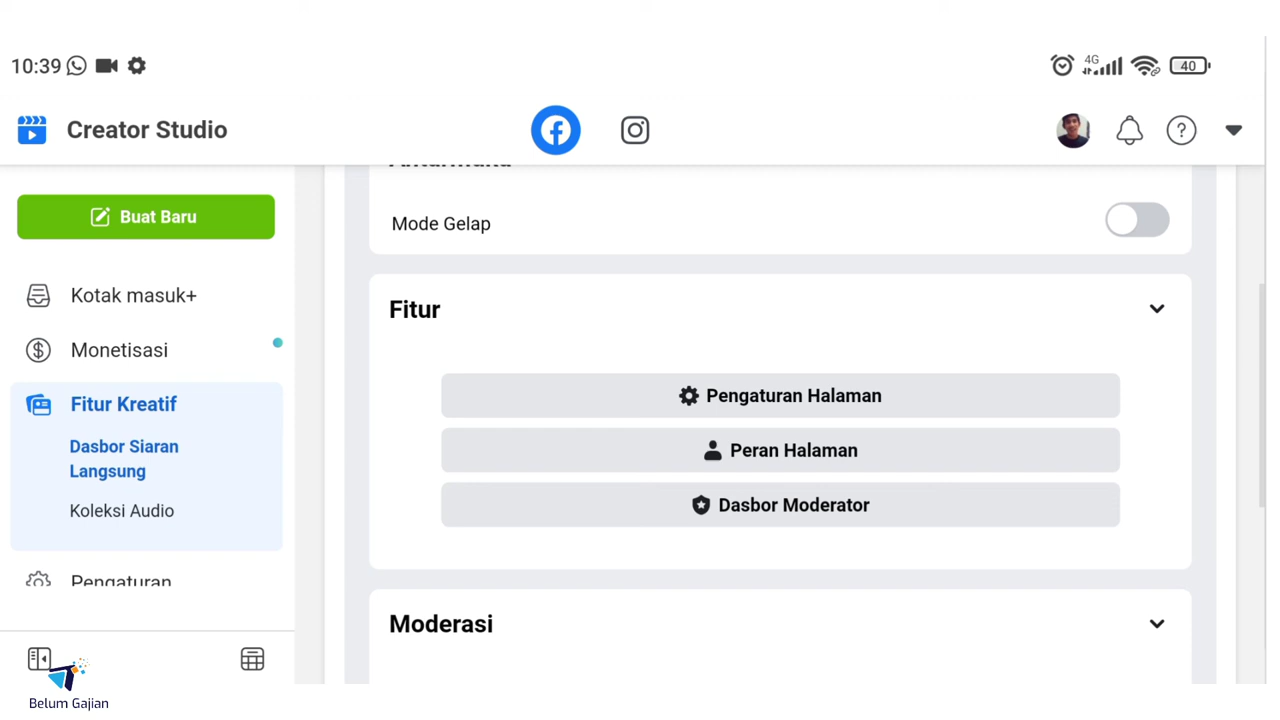 10:39
4G
40
Creator Studio
Antarmuka
Buat Baru
Mode Gelap
Kotak masuk+
Fitur
Monetisasi
Fitur Kreatif
Pengaturan Halaman
Dasbor Siaran
Langsung
Peran Halaman
Koleksi Audio
Dasbor Moderator
Pengaturan
Moderasi
Belum Gajian